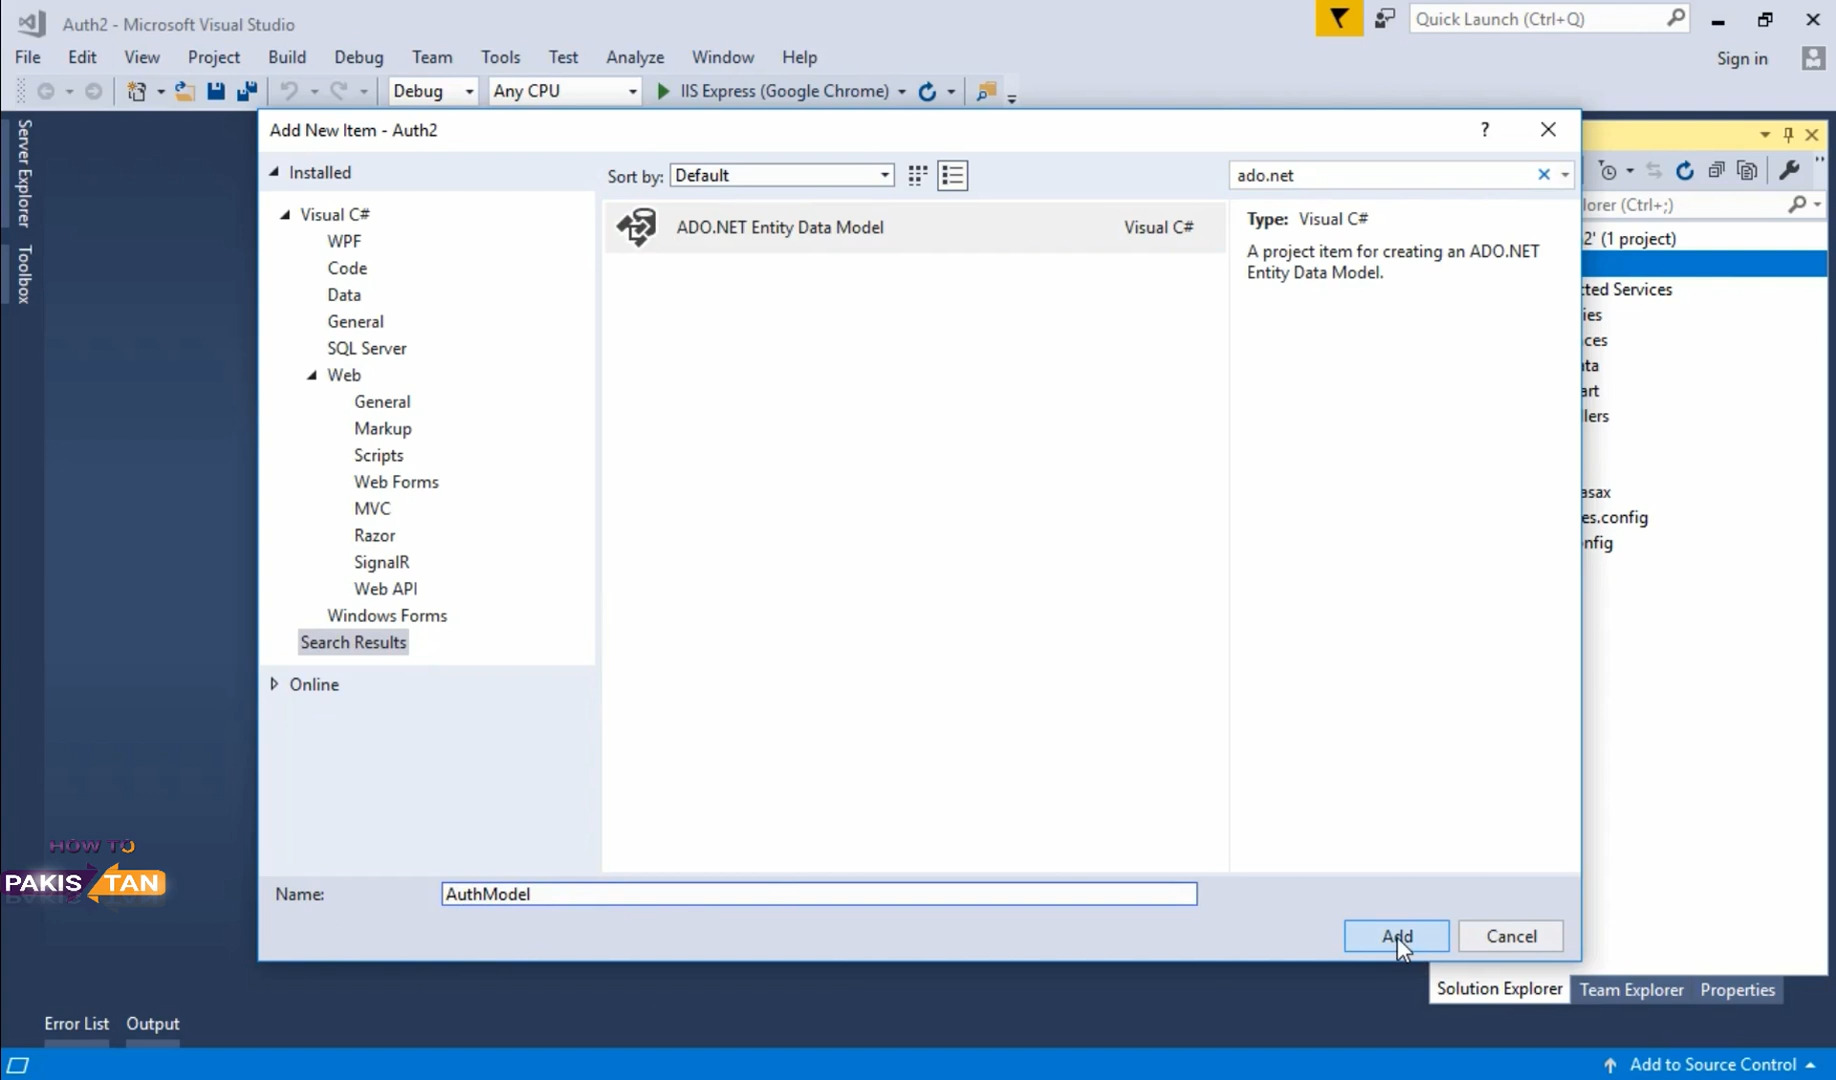 Auth2 - Microsoft Visual Studio
Quick Launch (Ctrl+Q)
File Edit View Project Build Debug Team Tools Test Analyze Window Help
Sign in
Debug Any CPU IIS Express (Google Chrome)
Server Explorer
Toolbox
Add New Item - Auth2
?
Installed
Sort by: Default
ado.net
Visual C#
WPF
Code
Data
General
SQL Server
Web
General
Markup
Scripts
Web Forms
MVC
Razor
SignalR
Web API
Windows Forms
Search Results
Online
ADO.NET Entity Data Model Visual C#
Type: Visual C#
A project item for creating an ADO.NET
Entity Data Model.
lorer (Ctrl+;)
2' (1 project)
cted Services
ies
ces
ata
art
llers
asax
es.config
nfig
HOW TO
PAKISTAN
Name: AuthModel
Add Cancel
Solution Explorer Team Explorer Properties
Error List Output
Add to Source Control